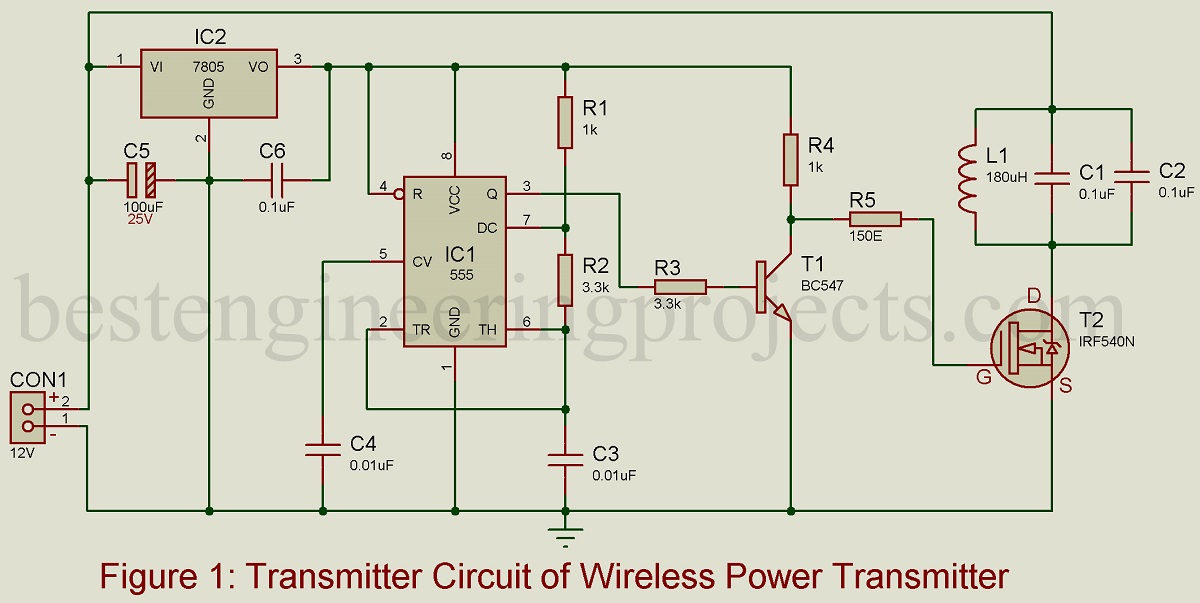 IC2
1 VI 7805 VO 3
GND
2
C5
100uF
25V
C6
0.1uF
R1
1k
R4
1k
8
4 R VCC Q 3
DC 7
5 CV IC1
555
2 TR GND TH 6
1
R2
3.3k
R3
3.3k
T1
BC547
R5
150E
L1
180uH
C1
0.1uF
C2
0.1uF
D
T2
IRF540N
G
S
bestengineeringprojects.com
CON1
+ 2
1
-
12V
C4
0.01uF
C3
0.01uF
Figure 1: Transmitter Circuit of Wireless Power Transmitter